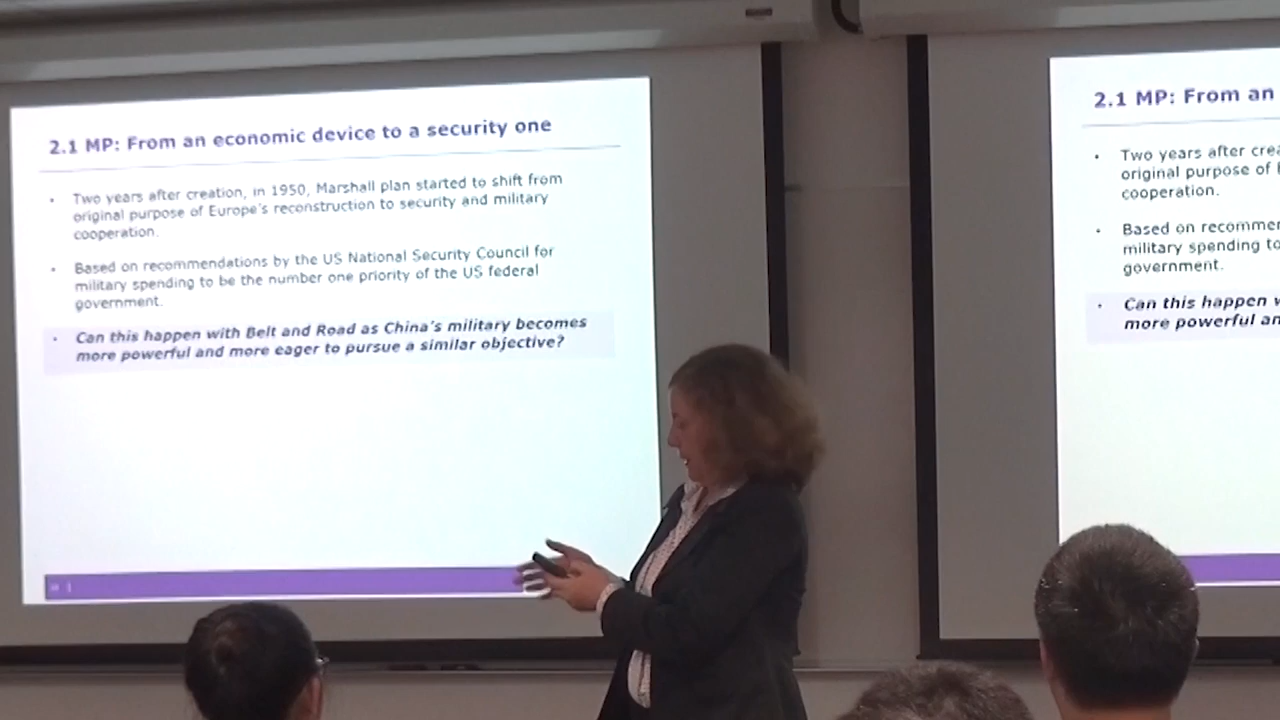 2.1 MP: From an economic device to a security one
• Two years after creation, in 1950, Marshall plan started to shift from
original purpose of Europe's reconstruction to security and military
cooperation.
• Based on recommendations by the US National Security Council for
military spending to be the number one priority of the US federal
government.
• Can this happen with Belt and Road as China's military becomes
more powerful and more eager to pursue a similar objective?
2.1 MP: From an
• Two years after crea
original purpose of
cooperation.
• Based on recommen
military spending to
government.
• Can this happen
more powerful an